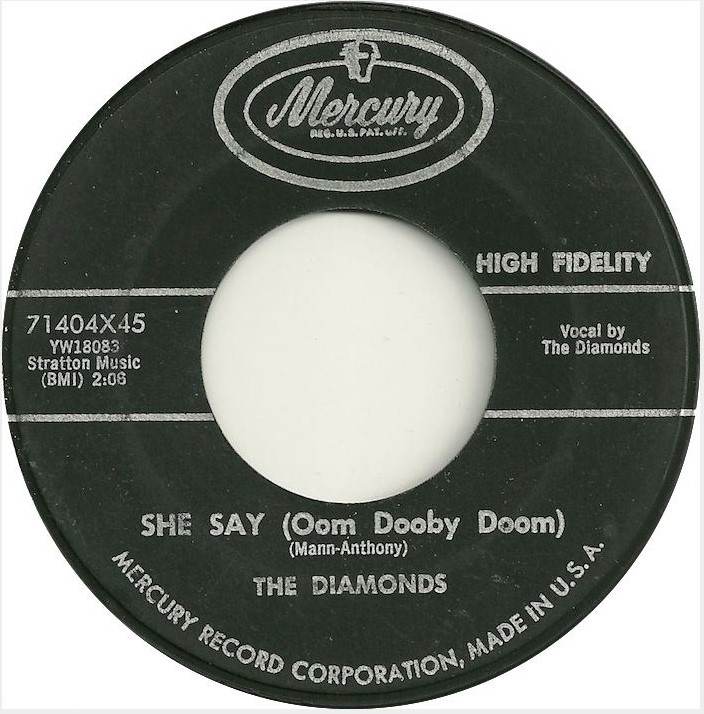 Mercury
REG. U.S. PAT. OFF.
HIGH FIDELITY
71404X45
YW18083
Stratton Music
(BMI) 2:06
Vocal by
The Diamonds
SHE SAY (Oom Dooby Doom)
(Mann-Anthony)
THE DIAMONDS
MERCURY RECORD CORPORATION, MADE IN U.S.A.